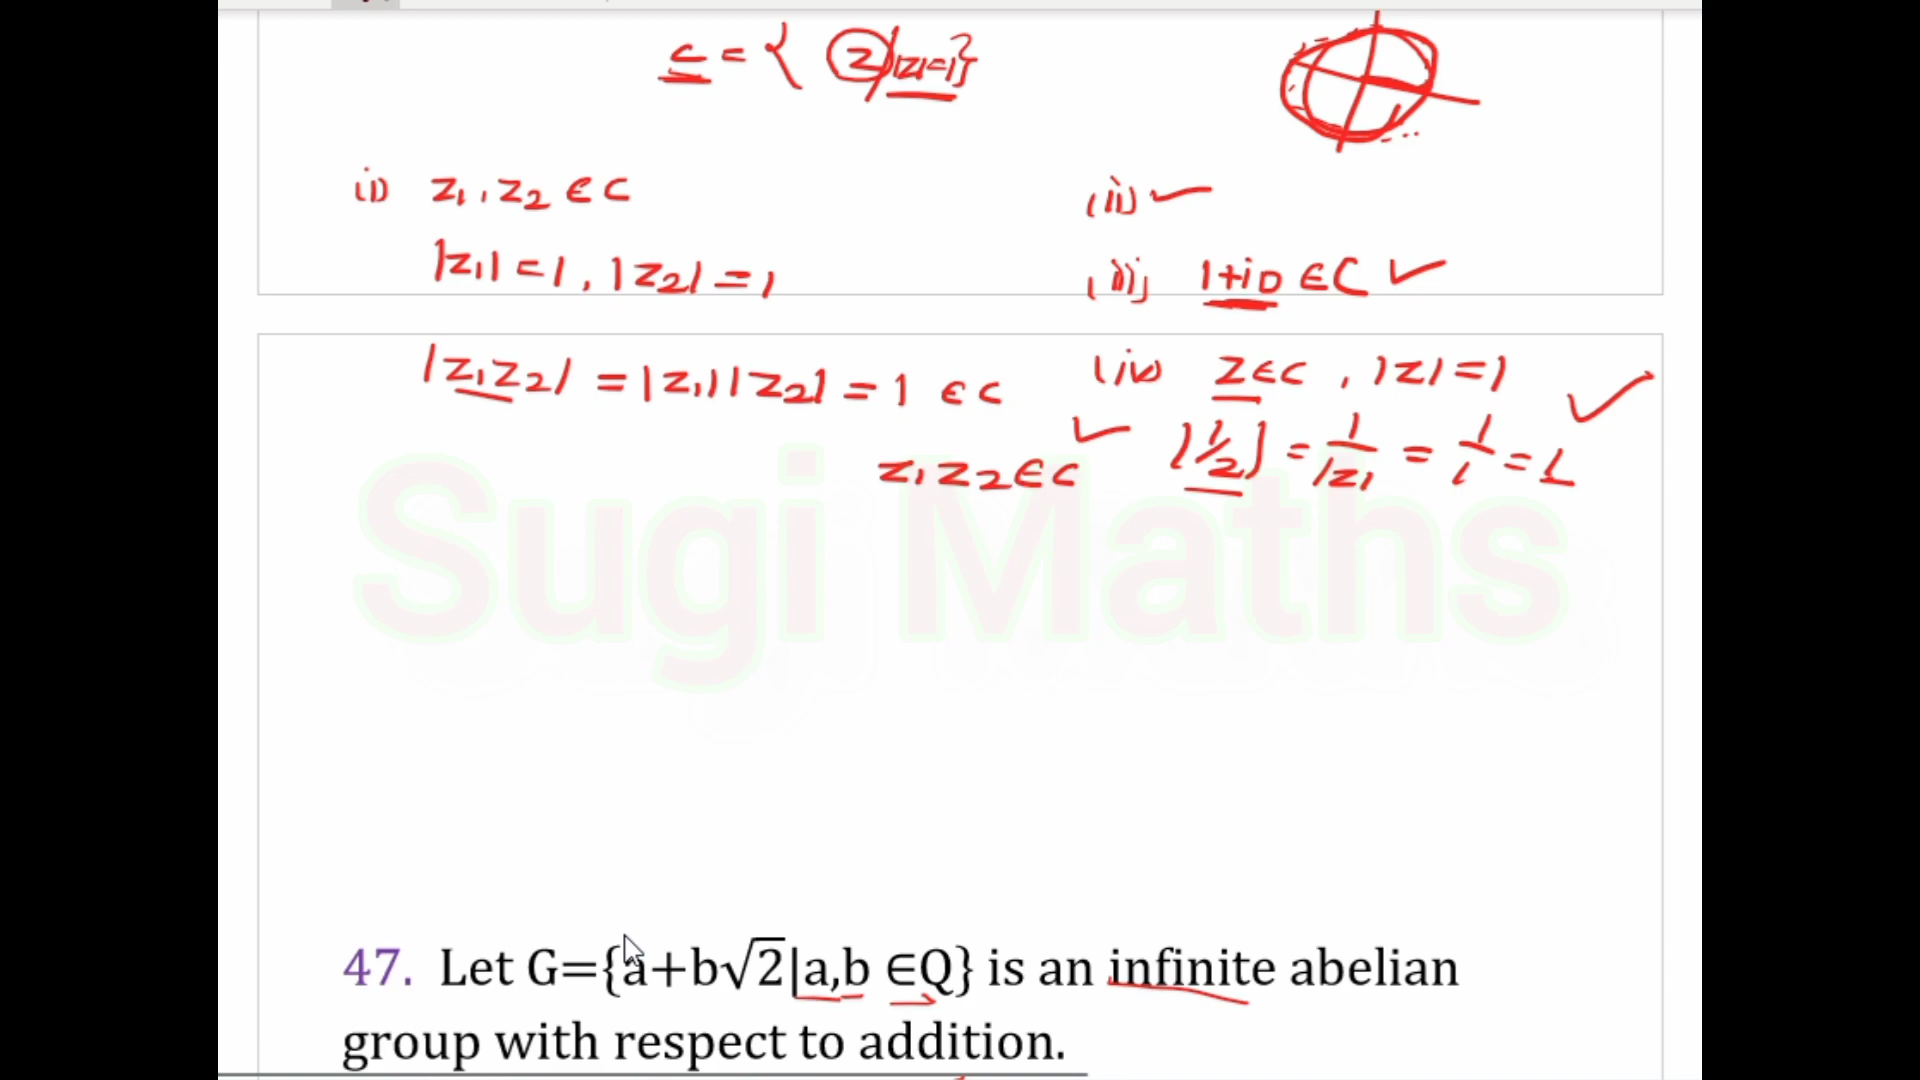 C = { z/|z|=1}
(i) z₁, z₂ ∈ C
|z₁| = 1, |z₂| = 1
(ii) ✓
(iii) 1+i0 ∈ C ✓
|z₁z₂| = |z₁||z₂| = 1 ∈ C
z₁z₂ ∈ C ✓
(iv) z ∈ C, |z| = 1 ✓
|1/z| = 1/|z| = 1/1 = 1
Sugi Maths
47. Let G={a+b√2|a,b ∈Q} is an infinite abelian
group with respect to addition.